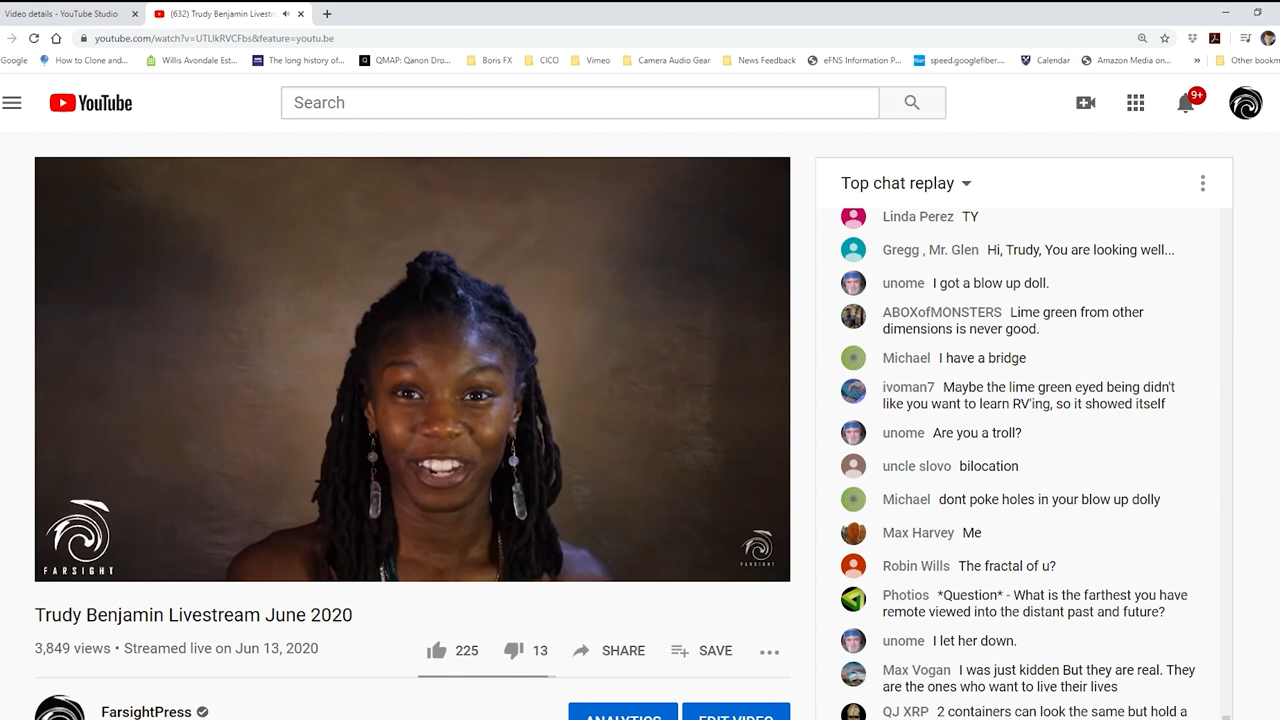 Video details - YouTube Studio
(632) Trudy Benjamin Livestre
youtube.com/watch?v=UTLIkRVCFbs&feature=youtu.be
Google How to Clone and... Willis Avondale Est... The long history of... QMAP: Qanon Dro... Boris FX CICO Vimeo Camera Audio Gear News Feedback eFNS Information P... speed.googlefiber... Calendar Amazon Media on... » Other bookm
YouTube
Search
9+
FARSIGHT
FARSIGHT
Trudy Benjamin Livestream June 2020
3,849 views • Streamed live on Jun 13, 2020
225 13 SHARE SAVE
FarsightPress
ANALYTICS EDIT VIDEO
Top chat replay
Linda Perez TY
Gregg , Mr. Glen Hi, Trudy, You are looking well...
unome I got a blow up doll.
ABOXofMONSTERS Lime green from other
dimensions is never good.
Michael I have a bridge
ivoman7 Maybe the lime green eyed being didn't
like you want to learn RV'ing, so it showed itself
unome Are you a troll?
uncle slovo bilocation
Michael dont poke holes in your blow up dolly
Max Harvey Me
Robin Wills The fractal of u?
Photios *Question* - What is the farthest you have
remote viewed into the distant past and future?
unome I let her down.
Max Vogan I was just kidden But they are real. They
are the ones who want to live their lives
QJ XRP 2 containers can look the same but hold a